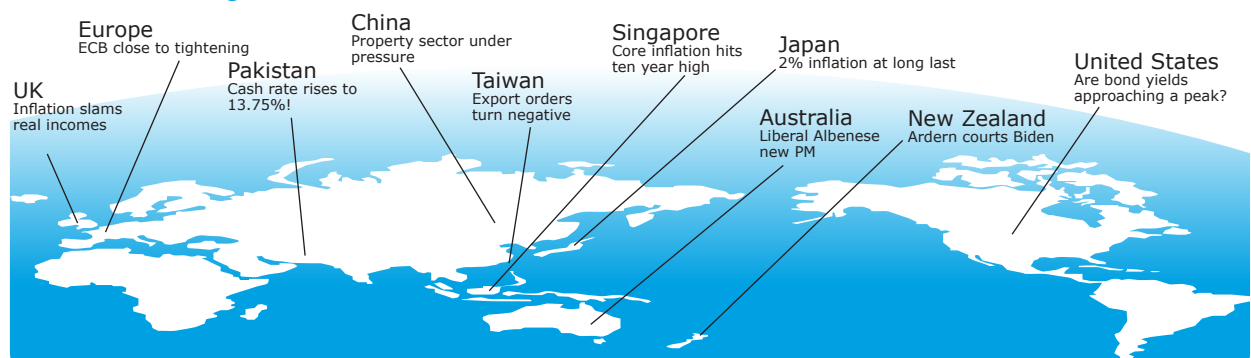 UK
Inflation slams
real incomes
Europe
ECB close to tightening
Pakistan
Cash rate rises to
13.75%!
China
Property sector under
pressure
Taiwan
Export orders
turn negative
Singapore
Core inflation hits
ten year high
Japan
2% inflation at long last
Australia
Liberal Albenese
new PM
New Zealand
Ardern courts Biden
United States
Are bond yields
approaching a peak?